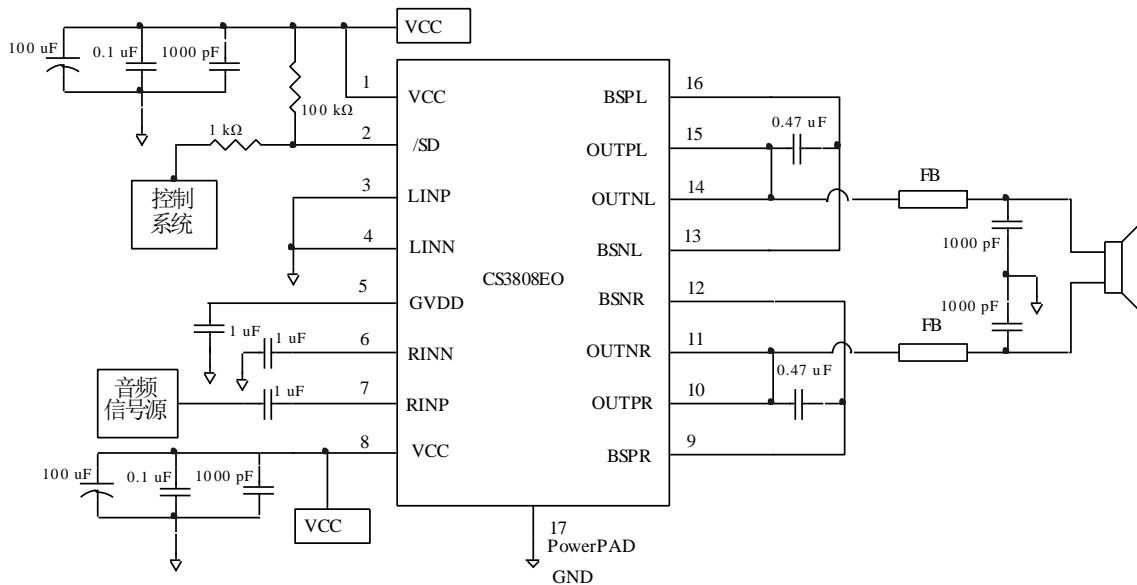 VCC
100 uF
0.1 uF
1000 pF
1
VCC
100 kΩ
1 kΩ
2
/SD
控制
系统
3
LINP
4
LINN
5
GVDD
1 uF
1 uF
6
RINN
音频
信号源
1 uF
7
RINP
8
VCC
100 uF
0.1 uF
1000 pF
VCC
CS3808EO
17
PowerPAD
GND
BSPL
16
0.47 uF
OUTPL
15
OUTNL
14
FB
BSNL
13
1000 pF
BSNR
12
1000 pF
OUTNR
11
FB
0.47 uF
OUTPR
10
BSPR
9